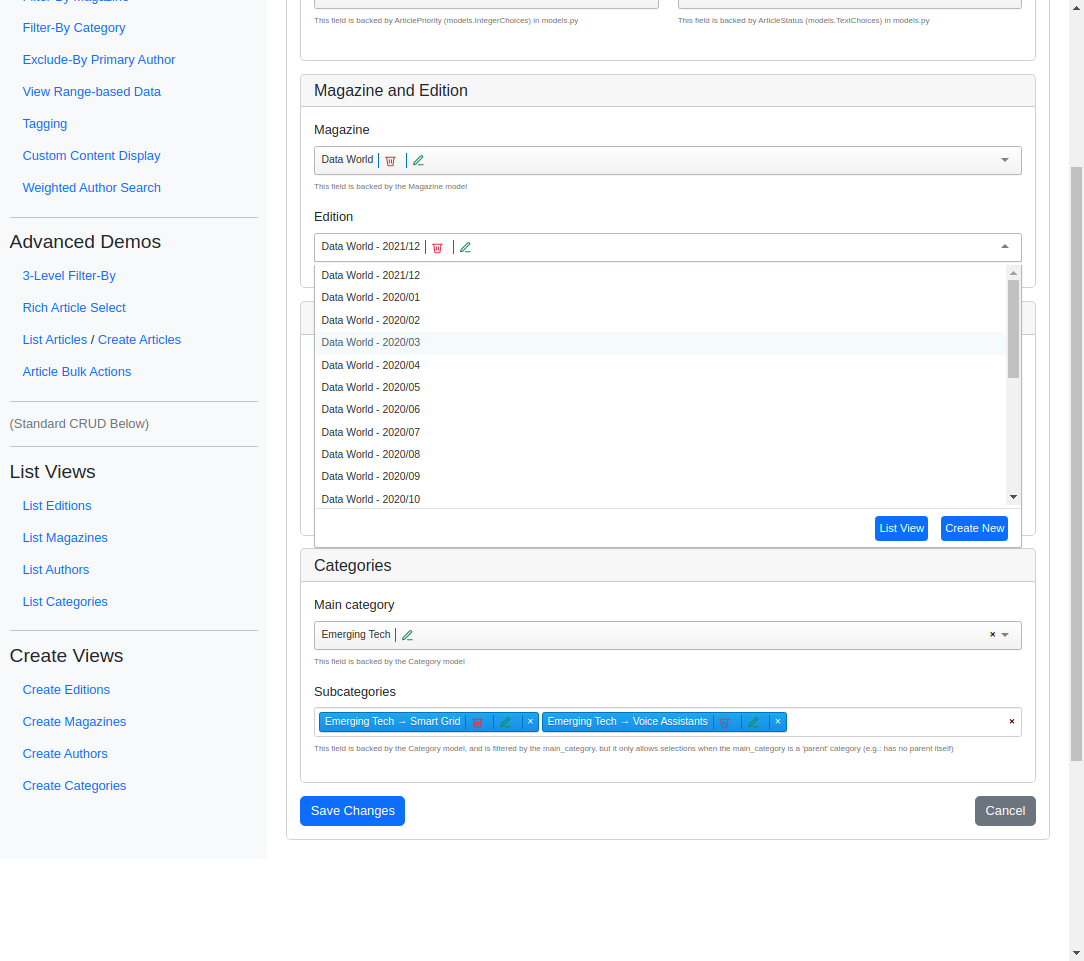 Filter-By Category
Exclude-By Primary Author
View Range-based Data
Tagging
Custom Content Display
Weighted Author Search
Advanced Demos
3-Level Filter-By
Rich Article Select
List Articles / Create Articles
Article Bulk Actions
(Standard CRUD Below)
List Views
List Editions
List Magazines
List Authors
List Categories
Create Views
Create Editions
Create Magazines
Create Authors
Create Categories
This field is backed by ArticlePriority (models.IntegerChoices) in models.py
This field is backed by ArticleStatus (models.TextChoices) in models.py
Magazine and Edition
Magazine
Data World
This field is backed by the Magazine model
Edition
Data World - 2021/12
Data World - 2021/12
Data World - 2020/01
Data World - 2020/02
Data World - 2020/03
Data World - 2020/04
Data World - 2020/05
Data World - 2020/06
Data World - 2020/07
Data World - 2020/08
Data World - 2020/09
Data World - 2020/10
List View
Create New
Categories
Main category
Emerging Tech ×
This field is backed by the Category model
Subcategories
Emerging Tech → Smart Grid × Emerging Tech → Voice Assistants × ×
This field is backed by the Category model, and is filtered by the main_category, but it only allows selections when the main_category is a 'parent' category (e.g.: has no parent itself)
Save Changes
Cancel